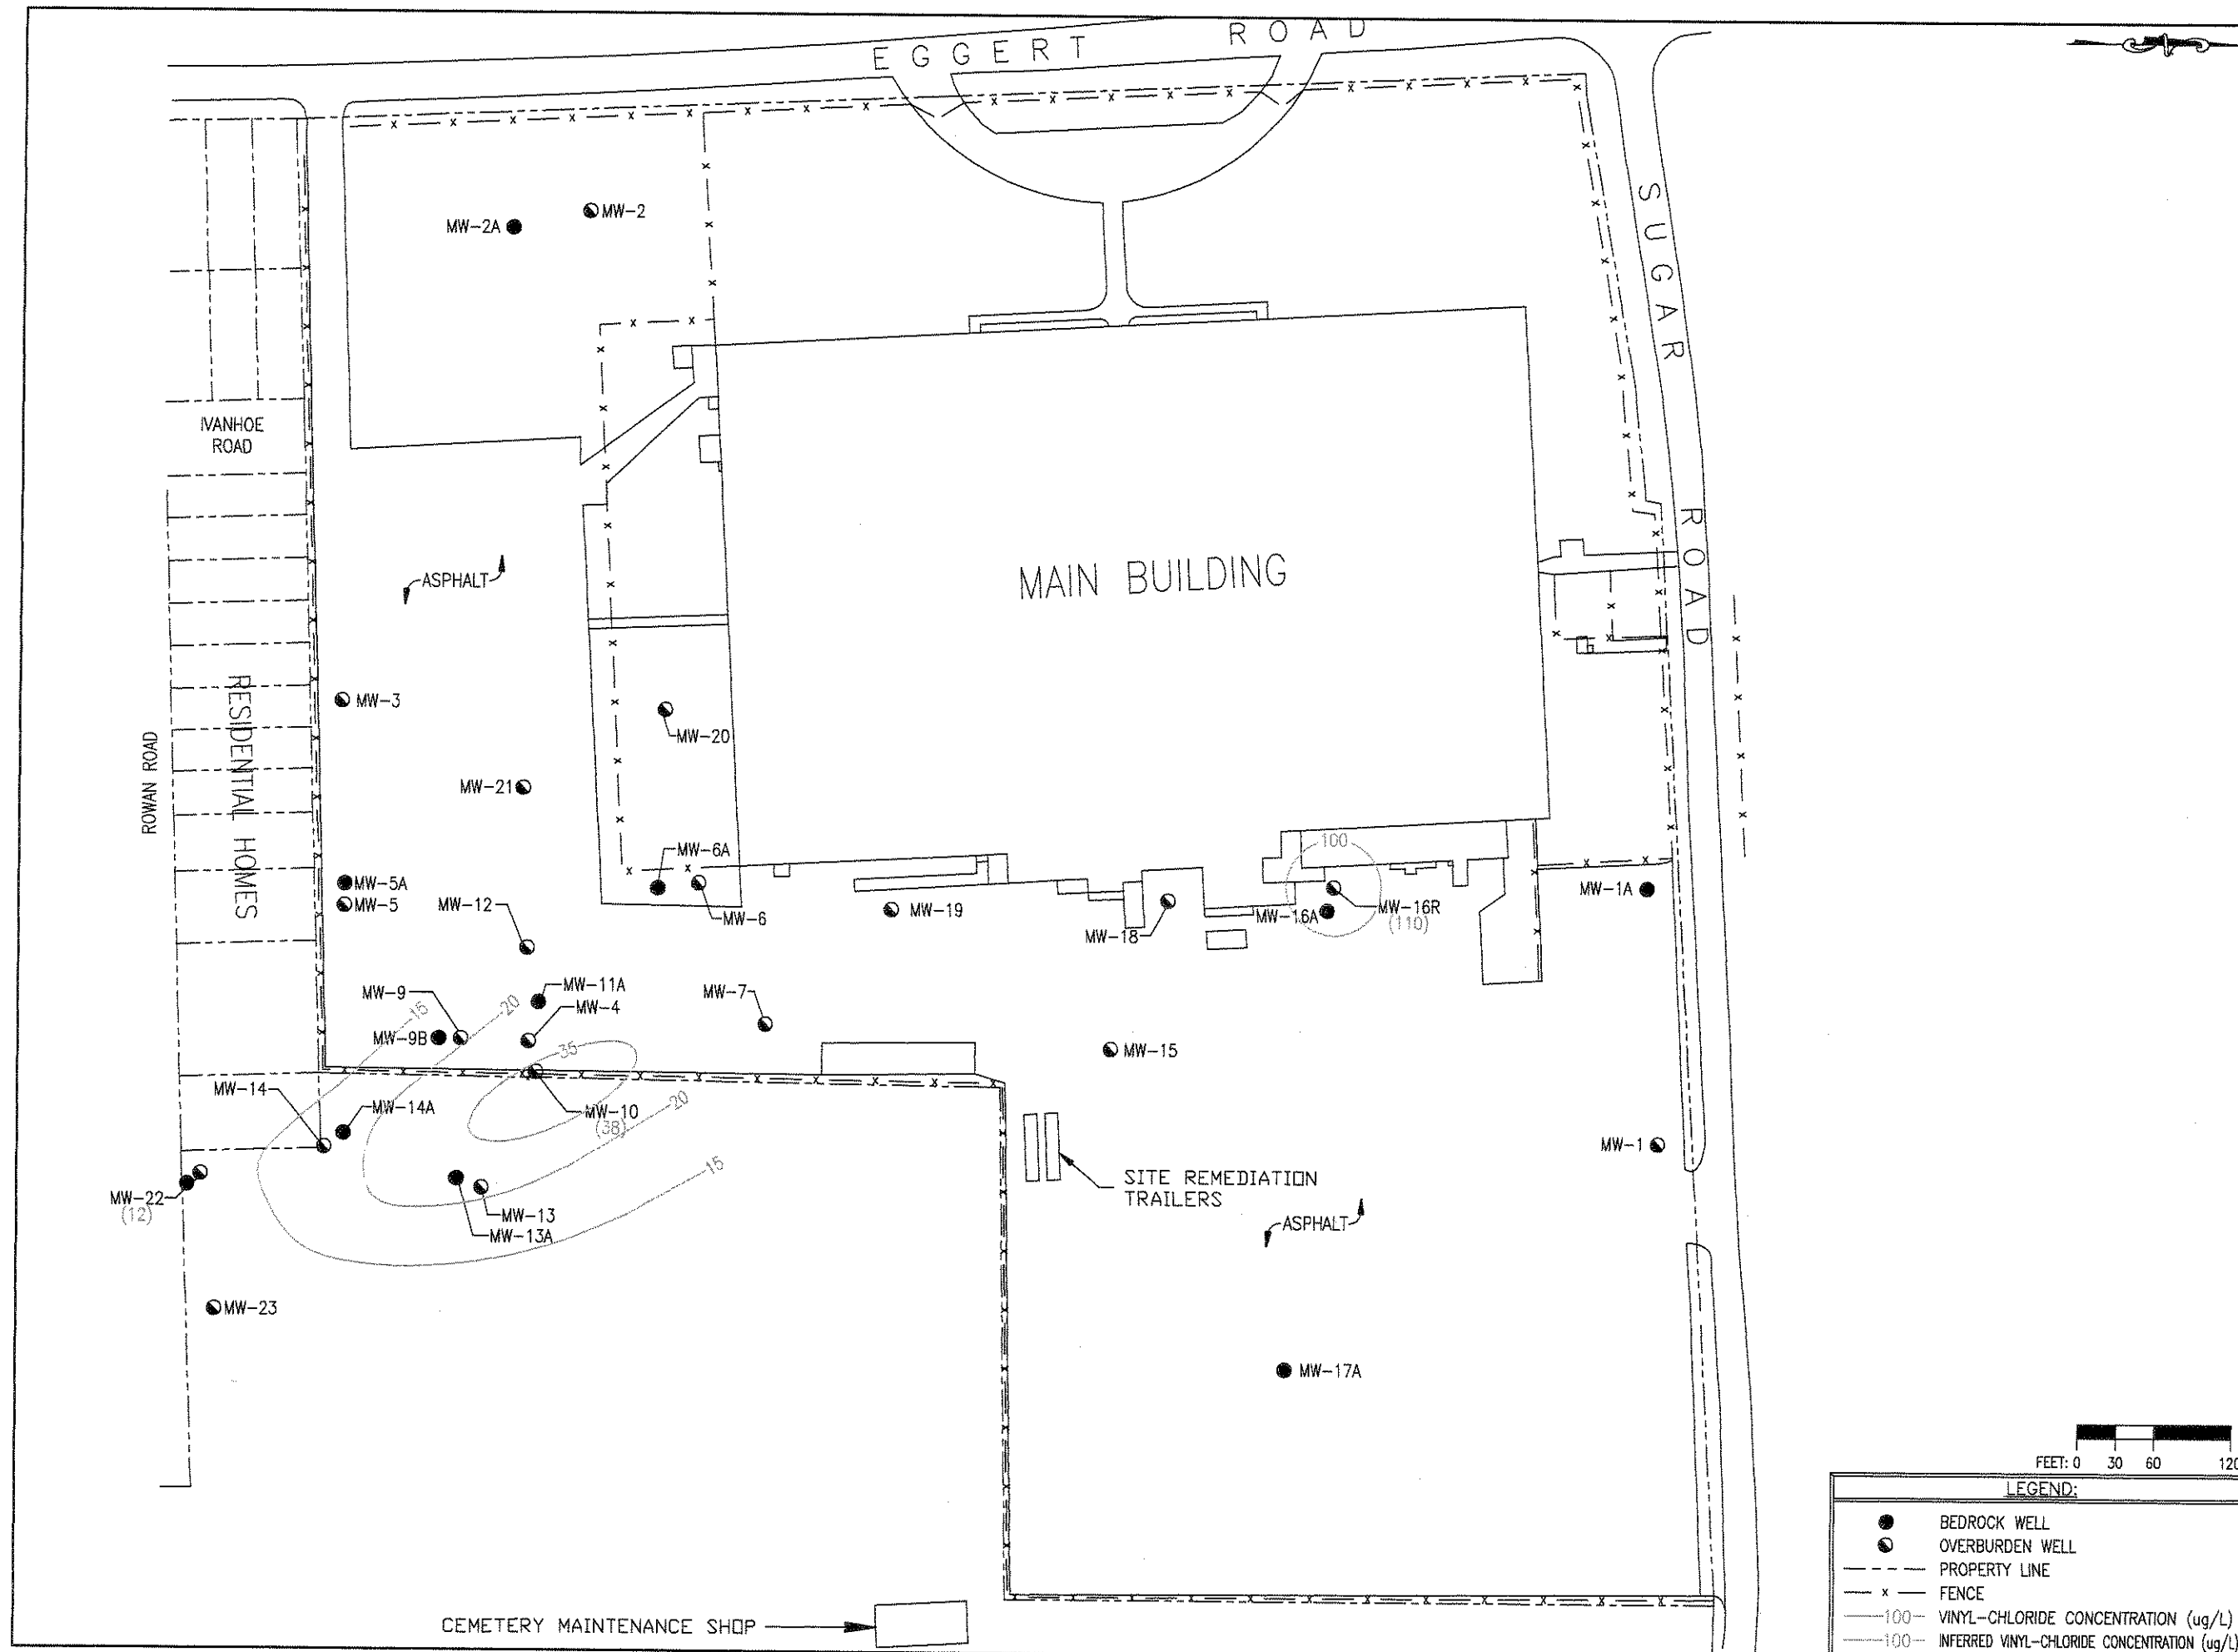 EGGERT ROAD
SUGAR ROAD
MW-2A
MW-2
IVANHOE
ROAD
ASPHALT
MAIN BUILDING
RESIDENTIAL HOMES
ROWAN ROAD
MW-3
MW-20
MW-21
MW-6A
MW-6
MW-5A
MW-5
MW-12
MW-19
MW-18
100
MW-16A
MW-16R
(110)
MW-1A
MW-11A
MW-4
MW-9
MW-9B
15
20
35
MW-7
MW-15
MW-14
MW-14A
MW-10
(38)
20
15
MW-1
SITE REMEDIATION
TRAILERS
MW-22
(12)
MW-13
MW-13A
ASPHALT
MW-23
MW-17A
FEET: 0 30 60 120
LEGEND:
BEDROCK WELL
OVERBURDEN WELL
PROPERTY LINE
x FENCE
100 VINYL-CHLORIDE CONCENTRATION (ug/L)
100 INFERRED VINYL-CHLORIDE CONCENTRATION (ug/L)
CEMETERY MAINTENANCE SHOP